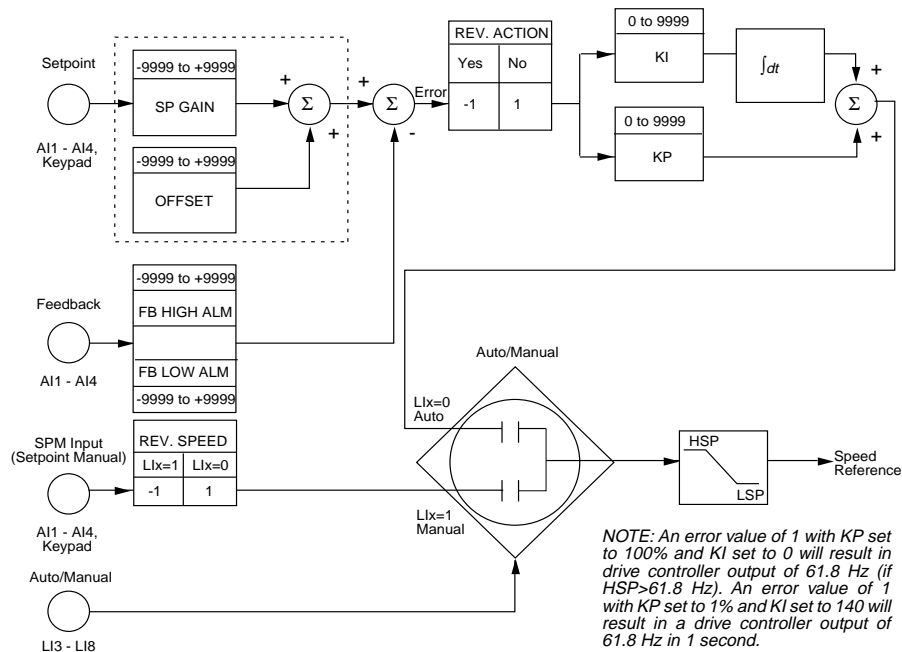 Setpoint
AI1 - AI4,
Keypad
-9999 to +9999
SP GAIN
-9999 to +9999
OFFSET
+
Σ
+
+
Σ
-
Error
REV. ACTION
Yes No
-1 1
0 to 9999
KI
∫dt
0 to 9999
KP
+
Σ
+
Feedback
AI1 - AI4
-9999 to +9999
FB HIGH ALM
FB LOW ALM
-9999 to +9999
SPM Input
(Setpoint Manual)
AI1 - AI4,
Keypad
REV. SPEED
LIx=1 LIx=0
-1 1
Auto/Manual
LI3 - LI8
Auto/Manual
LIx=0
Auto
LIx=1
Manual
HSP
LSP
Speed
Reference
NOTE: An error value of 1 with KP set
to 100% and KI set to 0 will result in
drive controller output of 61.8 Hz (if
HSP>61.8 Hz). An error value of 1
with KP set to 1% and KI set to 140 will
result in a drive controller output of
61.8 Hz in 1 second.